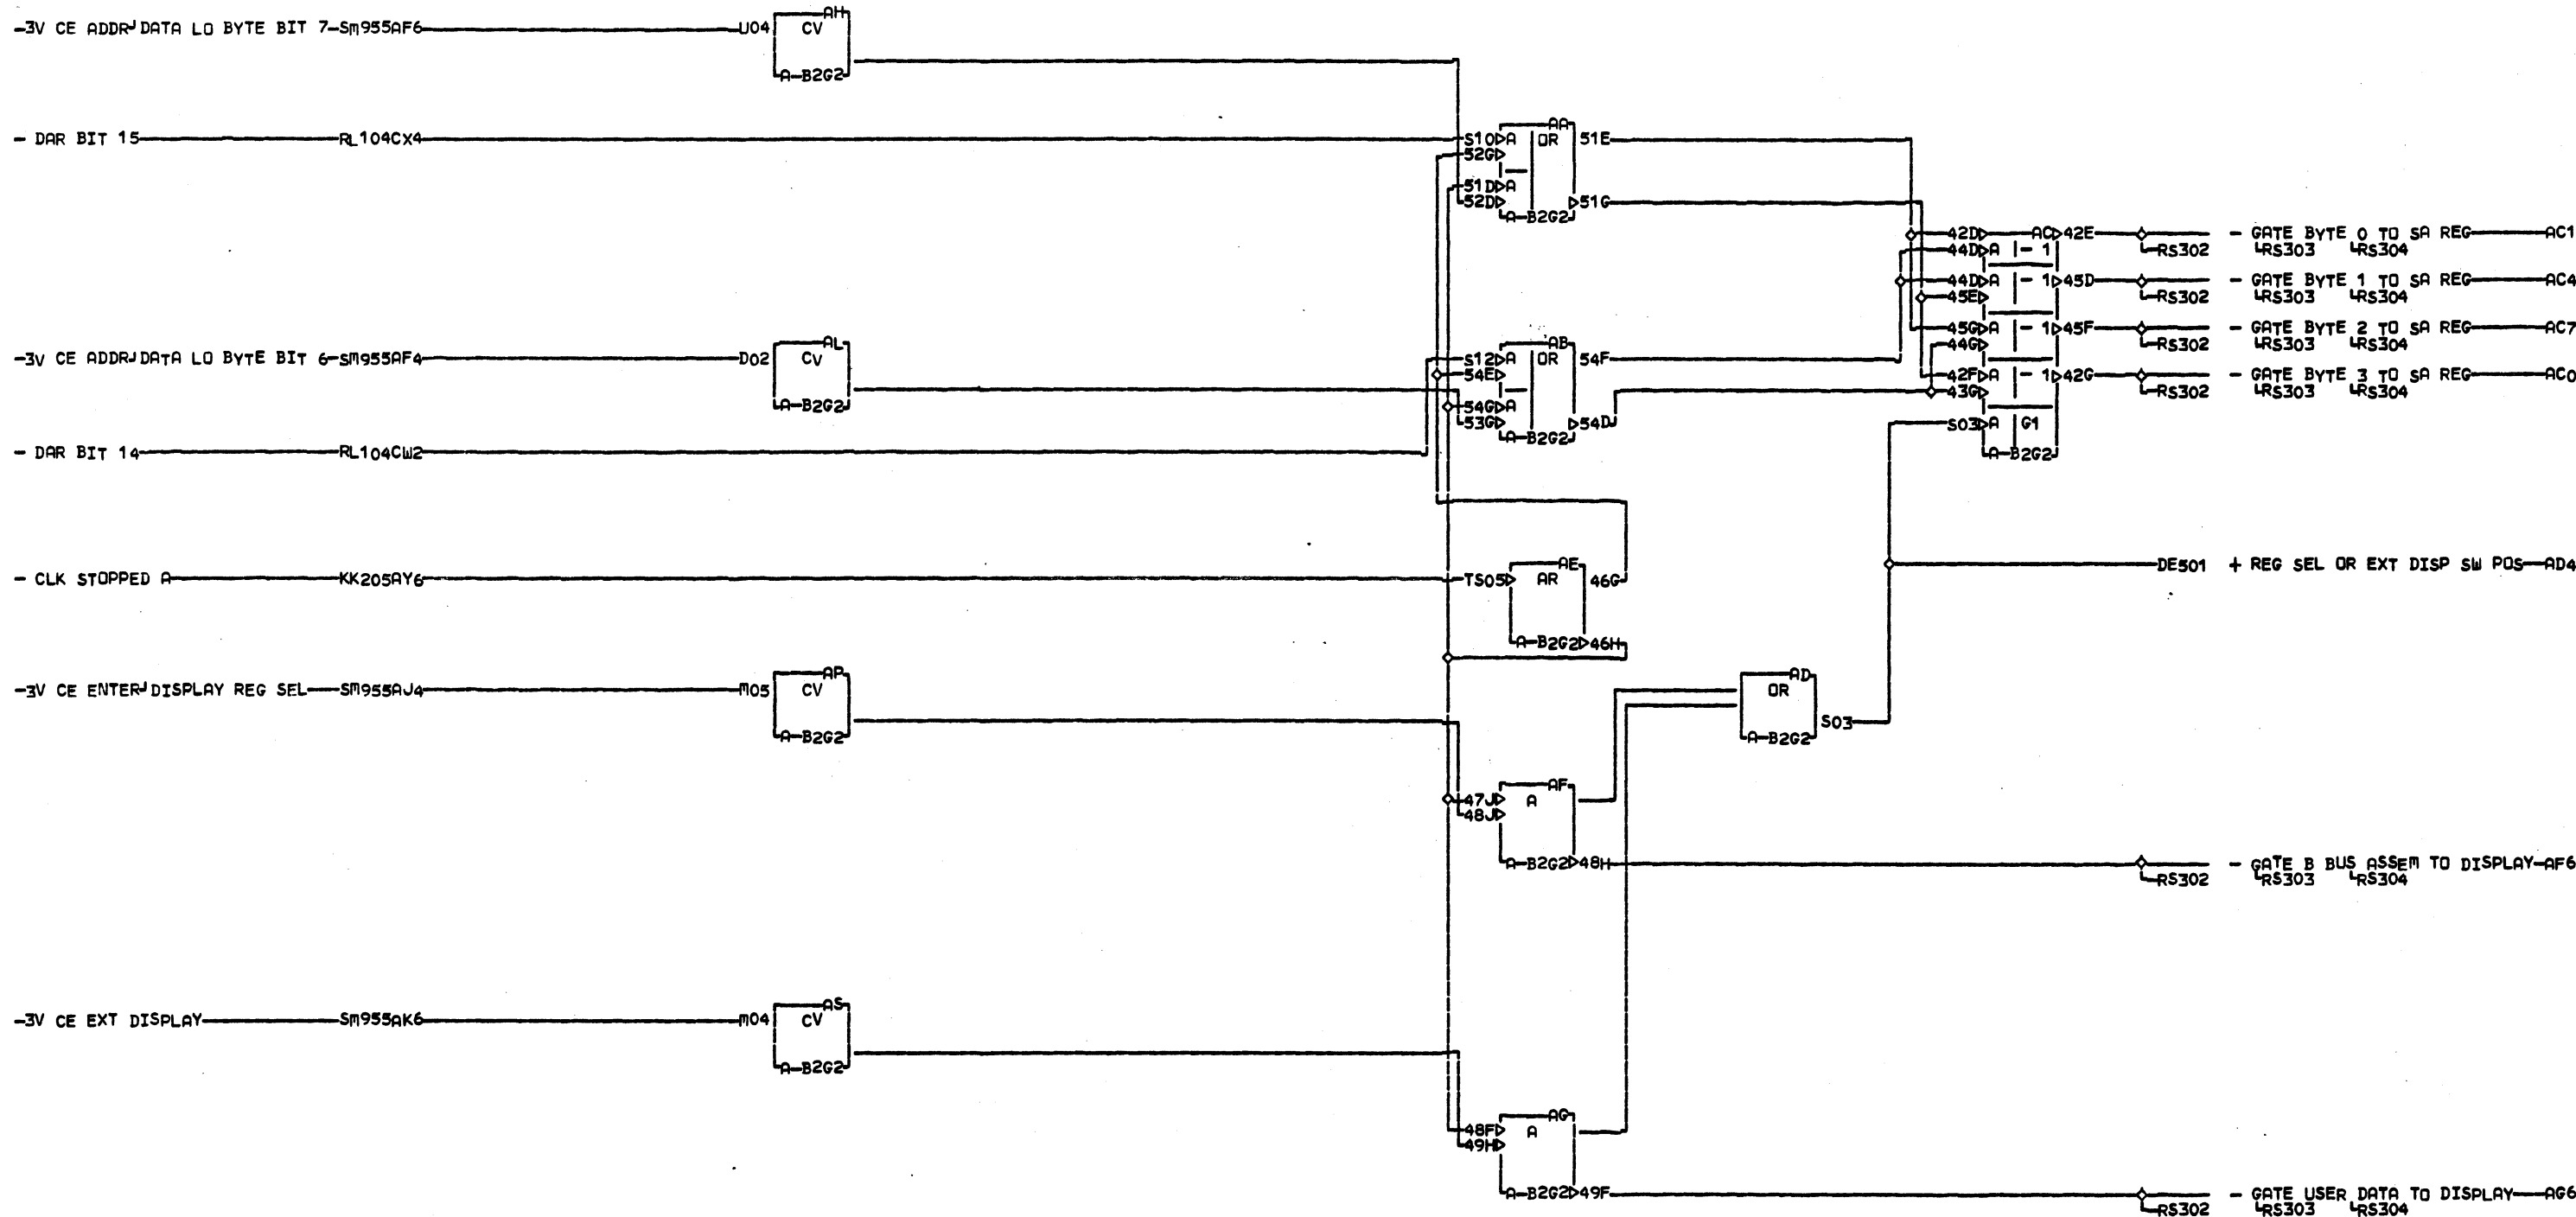 -3V CE ADDR DATA LO BYTE BIT 7-SM955AF6 U04 AH CV A-B2G2
- DAR BIT 15 RL104CX4
S10 A AA OR 51E
52G
51D A
52D A-B2G2 51G
42D AC 42E - GATE BYTE 0 TO SA REG AC1
44D A - 1 RS302 RS303 RS304
44D A - 1 45D - GATE BYTE 1 TO SA REG AC4
45E RS302 RS303 RS304
45G A - 1 45F - GATE BYTE 2 TO SA REG AC7
44G RS302 RS303 RS304
42F A - 1 42G - GATE BYTE 3 TO SA REG AC0
43G RS302 RS303 RS304
S03 A G1
A-B2G2
-3V CE ADDR DATA LO BYTE BIT 6-SM955AF4 D02 AL CV A-B2G2
S12 A AB OR 54F
54E
54G A
53G A-B2G2 54D
- DAR BIT 14 RL104CW2
- CLK STOPPED A KK205AY6 TS05 AE AR 46G
A-B2G2 46H
DE501 + REG SEL OR EXT DISP SW POS AD4
-3V CE ENTER DISPLAY REG SEL SM955AJ4 M05 AP CV A-B2G2
AD OR S03
A-B2G2
47J AF A
48J
A-B2G2 48H - GATE B BUS ASSEM TO DISPLAY AF6
RS302 RS303 RS304
-3V CE EXT DISPLAY SM955AK6 M04 AS CV A-B2G2
48F AG A
49H
A-B2G2 49F - GATE USER DATA TO DISPLAY AG6
RS302 RS303 RS304